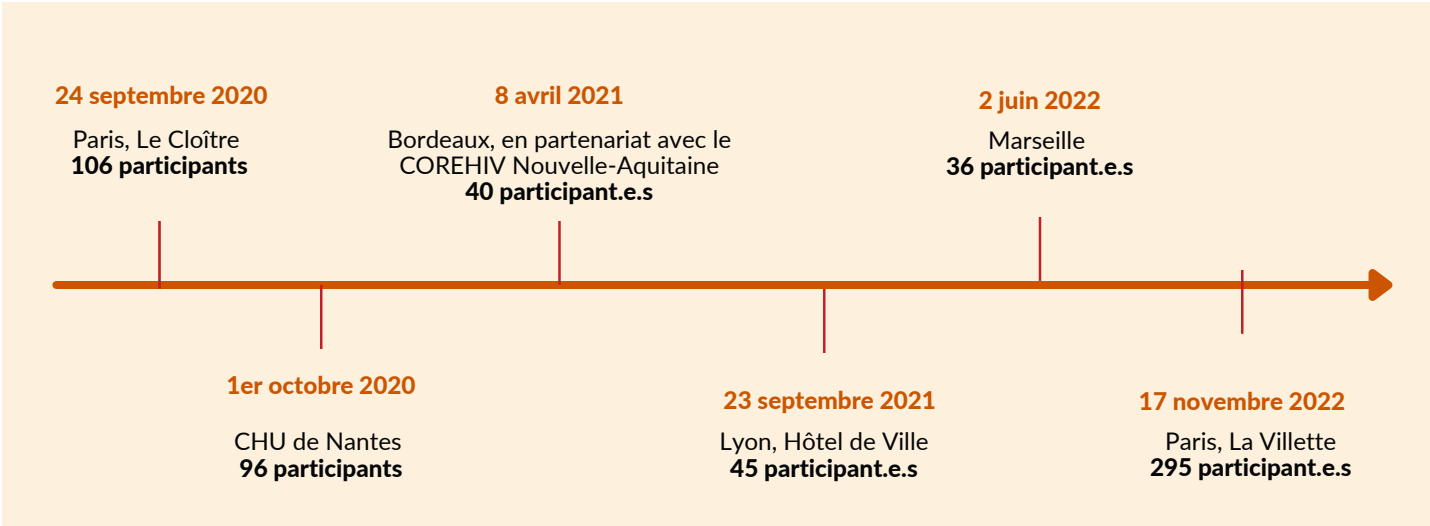 24 septembre 2020
Paris, Le Cloître
106 participants
8 avril 2021
Bordeaux, en partenariat avec le
COREHIV Nouvelle-Aquitaine
40 participant.e.s
2 juin 2022
Marseille
36 participant.e.s
1er octobre 2020
CHU de Nantes
96 participants
23 septembre 2021
Lyon, Hôtel de Ville
45 participant.e.s
17 novembre 2022
Paris, La Villette
295 participant.e.s